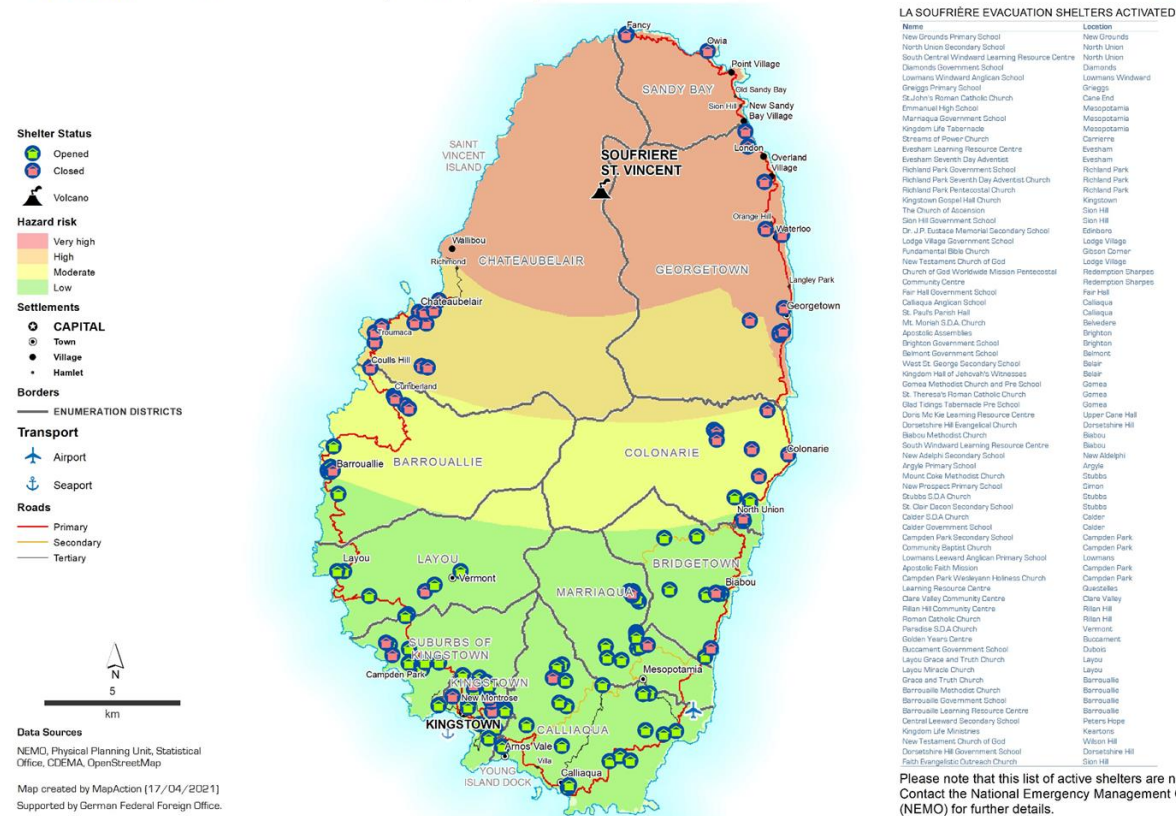 Shelter Status
Opened
Closed
Volcano
Hazard risk
Very high
High
Moderate
Low
Settlements
CAPITAL
Town
Village
Hamlet
Borders
ENUMERATION DISTRICTS
Transport
Airport
Seaport
Roads
Primary
Secondary
Tertiary
N
5
km
Data Sources
NEMO, Physical Planning Unit, Statistical
Office, CDEMA, OpenStreetMap
Map created by MapAction (17/04/2021)
Supported by German Federal Foreign Office.
Fancy
Owia
Point Village
SANDY BAY
Old Sandy Bay
Sion Hill
New Sandy
Bay Village
SAINT
VINCENT
ISLAND
SOUFRIERE
ST. VINCENT
London
Overland
Village
Orange Hill
Waterloo
Wallibou
Richmond
CHATEAUBELAIR
GEORGETOWN
Langley Park
Chateaubelair
Georgetown
Troumaca
Coulls Hill
Cumberland
Barrouallie
BARROUALLIE
COLONARIE
Colonarie
North Union
Layou
LAYOU
Vermont
BRIDGETOWN
MARRIAQUA
Biabou
SUBURBS OF
KINGSTOWN
Campden Park
KINGSTOWN
Mesopotamia
New Montrose
KINGSTOWN
CALLIAQUA
Arnos Vale
Villa
YOUNG
ISLAND DOCK
Calliaqua
LA SOUFRIÈRE EVACUATION SHELTERS ACTIVATED
Name Location
New Grounds Primary School New Grounds
North Union Secondary School North Union
South Central Windward Learning Resource Centre North Union
Diamonds Government School Diamonds
Lowmans Windward Anglican School Lowmans Windward
Greiggs Primary School Grieggs
St.John's Roman Catholic Church Cane End
Emmanuel High School Mesopotamia
Marriaqua Government School Mesopotamia
Kingdom Life Tabernacle Mesopotamia
Streams of Power Church Carrierre
Evesham Learning Resource Centre Evesham
Evesham Seventh Day Adventist Evesham
Richland Park Government School Richland Park
Richland Park Seventh Day Adventist Church Richland Park
Richland Park Pentecostal Church Richland Park
Kingstown Gospel Hall Church Kingstown
The Church of Ascension Sion Hill
Sion Hill Government School Sion Hill
Dr. J.P. Eustace Memorial Secondary School Edinboro
Lodge Village Government School Lodge Village
Fundamental Bible Church Gibson Corner
New Testament Church of God Lodge Village
Church of God Worldwide Mission Pentecostal Redemption Sharpes
Community Centre Redemption Sharpes
Fair Hall Government School Fair Hall
Calliaqua Anglican School Calliaqua
St. Paul's Parish Hall Calliaqua
Mt. Moriah S.D.A. Church Belvedere
Apostolic Assemblies Brighton
Brighton Government School Brighton
Belmont Government School Belmont
West St. George Secondary School Belair
Kingdom Hall of Jehovah's Witnesses Belair
Gomea Methodist Church and Pre School Gomea
St. Theresa's Roman Catholic Church Gomea
Glad Tidings Tabernacle Pre School Gomea
Doris Mc Kie Learning Resource Centre Upper Cane Hall
Dorsetshire Hill Evangelical Church Dorsetshire Hill
Biabou Methodist Church Biabou
South Windward Learning Resource Centre Biabou
New Adelphi Secondary School New Aldelphi
Argyle Primary School Argyle
Mount Coke Methodist Church Stubbs
New Prospect Primary School Simon
Stubbs S.D.A Church Stubbs
St. Clair Dacon Secondary School Stubbs
Calder S.D.A Church Calder
Calder Government School Calder
Campden Park Secondary School Campden Park
Community Baptist Church Campden Park
Lowmans Leeward Anglican Primary School Lowmans
Apostolic Faith Mission Campden Park
Campden Park Wesleyann Holiness Church Campden Park
Learning Resource Centre Questelles
Clare Valley Community Centre Clare Valley
Rillan Hill Community Centre Rillan Hill
Roman Catholic Church Rillan Hill
Paradise S.D.A Church Vermont
Golden Years Centre Buccament
Buccament Government School Dubois
Layou Grace and Truth Church Layou
Layou Miracle Church Layou
Grace and Truth Church Barrouallie
Barrouallie Methodist Church Barrouallie
Barrouallie Government School Barrouallie
Barrouallie Learning Resource Centre Barrouallie
Central Leeward Secondary School Peters Hope
Kingdom Life Ministries Keartons
New Testament Church of God Wilson Hill
Dorsetshire Hill Government School Dorsetshire Hill
Faith Evangelistic Outreach Church Sion Hill
Please note that this list of active shelters are n
Contact the National Emergency Management
(NEMO) for further details.